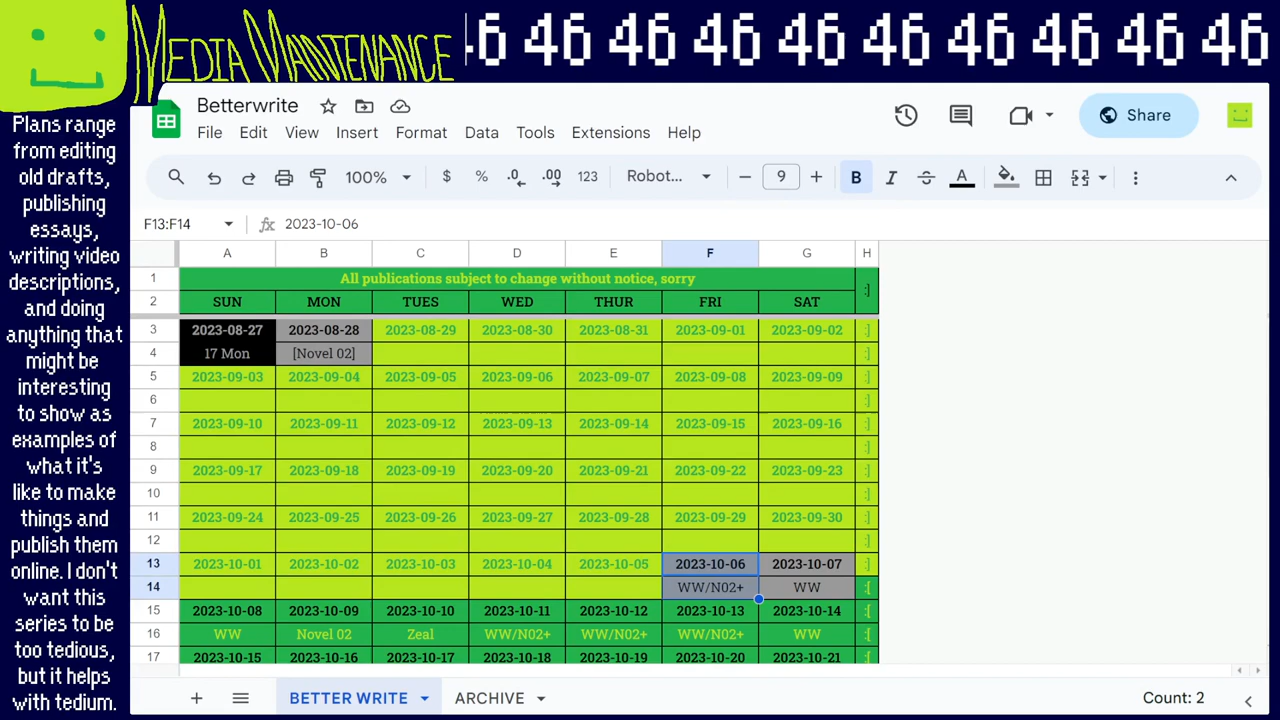 MEDIA MAINTENANCE
46 46 46 46 46 46 46 46 46 46
Plans range
from editing
old drafts,
publishing
essays,
writing video
descriptions,
and doing
anything that
might be
interesting
to show as
examples of
what it's
like to make
things and
publish them
online. I don't
want this
series to be
too tedious,
but it helps
with tedium.
Betterwrite
File Edit View Insert Format Data Tools Extensions Help
Share
100% $ % .0 .00 123 Robot... 9 B I A
F13:F14 fx 2023-10-06
A B C D E F G H
1 All publications subject to change without notice, sorry :]
2 SUN MON TUES WED THUR FRI SAT
3 2023-08-27 2023-08-28 2023-08-29 2023-08-30 2023-08-31 2023-09-01 2023-09-02 :]
4 17 Mon [Novel 02] :]
5 2023-09-03 2023-09-04 2023-09-05 2023-09-06 2023-09-07 2023-09-08 2023-09-09 :]
6 :]
7 2023-09-10 2023-09-11 2023-09-12 2023-09-13 2023-09-14 2023-09-15 2023-09-16 :]
8 :]
9 2023-09-17 2023-09-18 2023-09-19 2023-09-20 2023-09-21 2023-09-22 2023-09-23 :]
10 :]
11 2023-09-24 2023-09-25 2023-09-26 2023-09-27 2023-09-28 2023-09-29 2023-09-30 :]
12 :]
13 2023-10-01 2023-10-02 2023-10-03 2023-10-04 2023-10-05 2023-10-06 2023-10-07 :]
14 WW/N02+ WW :[
15 2023-10-08 2023-10-09 2023-10-10 2023-10-11 2023-10-12 2023-10-13 2023-10-14 :[
16 WW Novel 02 Zeal WW/N02+ WW/N02+ WW/N02+ WW :[
17 2023-10-15 2023-10-16 2023-10-17 2023-10-18 2023-10-19 2023-10-20 2023-10-21 :[
BETTER WRITE ARCHIVE Count: 2